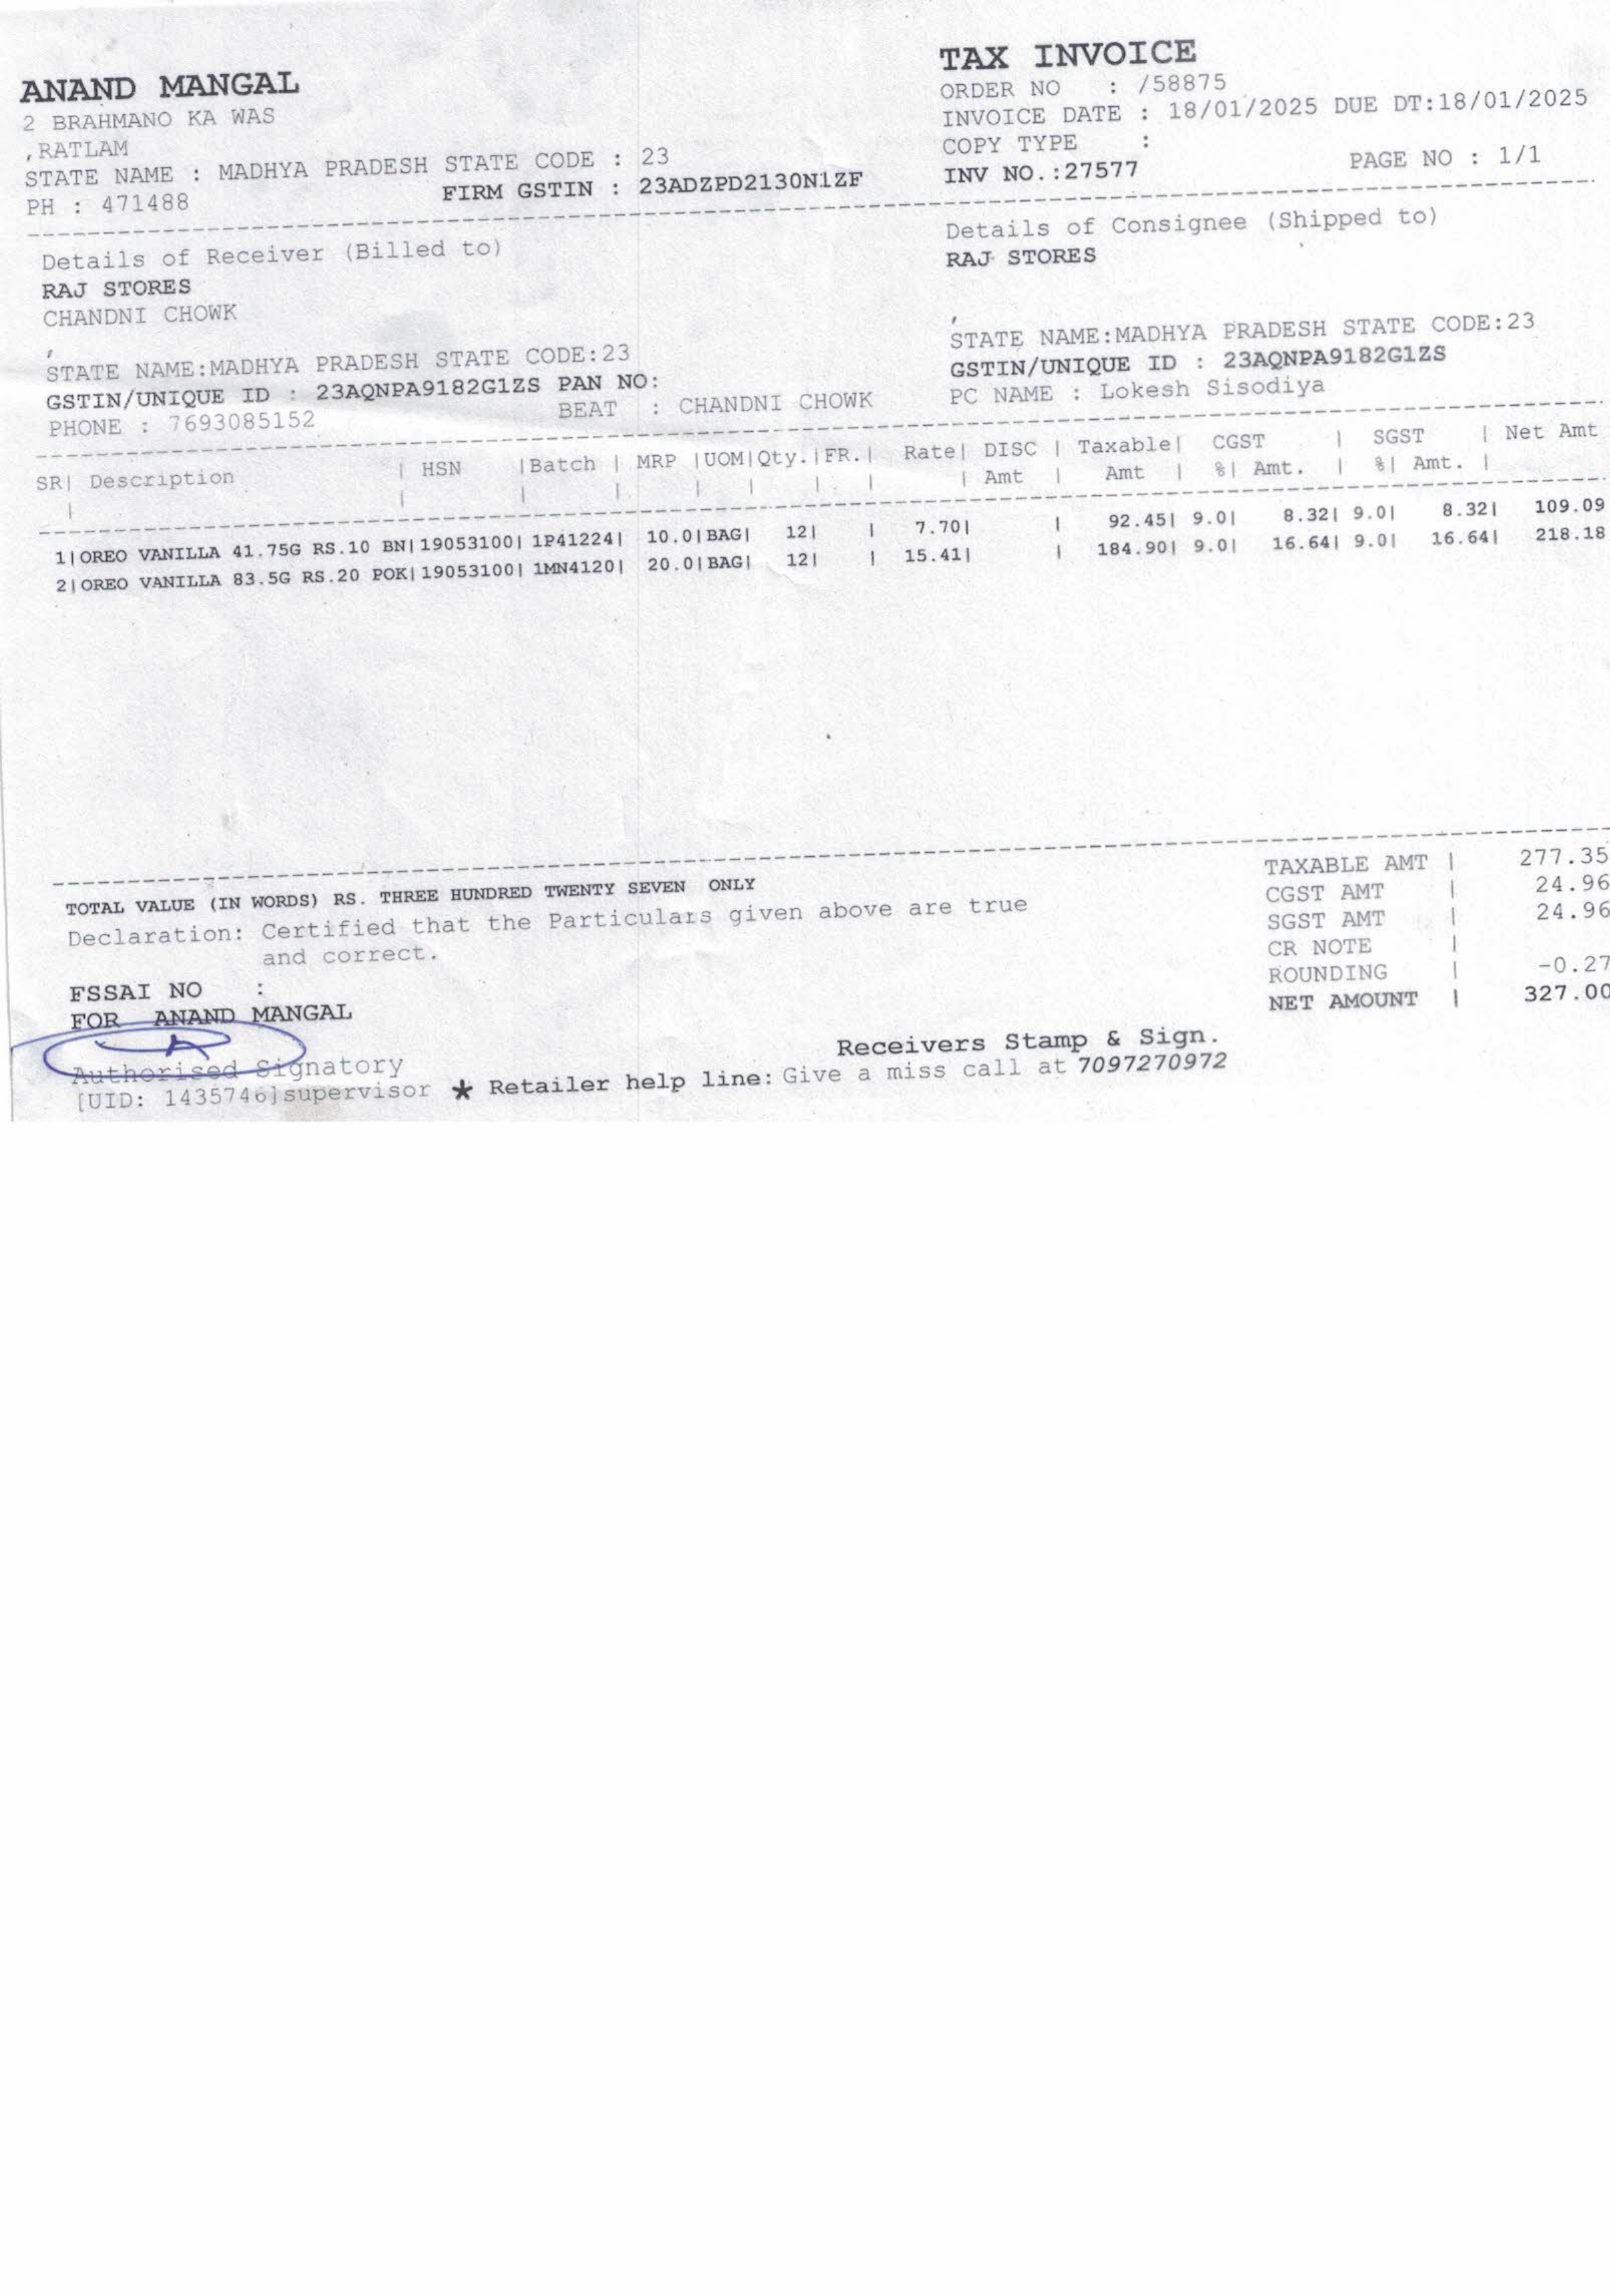 ANAND MANGAL
2 BRAHMANO KA WAS
,RATLAM
STATE NAME : MADHYA PRADESH STATE CODE : 23
PH : 471488 FIRM GSTIN : 23ADZPD2130N1ZF
TAX INVOICE
ORDER NO : /58875
INVOICE DATE : 18/01/2025 DUE DT:18/01/2025
COPY TYPE :
INV NO.:27577 PAGE NO : 1/1
Details of Receiver (Billed to)
RAJ STORES
CHANDNI CHOWK
,
STATE NAME:MADHYA PRADESH STATE CODE:23
GSTIN/UNIQUE ID : 23AQNPA9182G1ZS PAN NO:
PHONE : 7693085152 BEAT : CHANDNI CHOWK
Details of Consignee (Shipped to)
RAJ STORES
,
STATE NAME:MADHYA PRADESH STATE CODE:23
GSTIN/UNIQUE ID : 23AQNPA9182G1ZS
PC NAME : Lokesh Sisodiya
SR| Description | HSN |Batch | MRP |UOM|Qty.|FR.| Rate| DISC | Taxable| CGST | SGST | Net Amt
| | | | | | | | | Amt | Amt | %| Amt. | %| Amt. |
1|OREO VANILLA 41.75G RS.10 BN|19053100| 1P41224| 10.0|BAG| 12| | 7.70| | 92.45| 9.0| 8.32| 9.0| 8.32| 109.09
2|OREO VANILLA 83.5G RS.20 POK|19053100| 1MN4120| 20.0|BAG| 12| | 15.41| | 184.90| 9.0| 16.64| 9.0| 16.64| 218.18
TOTAL VALUE (IN WORDS) RS. THREE HUNDRED TWENTY SEVEN ONLY
Declaration: Certified that the Particulars given above are true
and correct.
FSSAI NO :
FOR ANAND MANGAL
TAXABLE AMT | 277.35
CGST AMT | 24.96
SGST AMT | 24.96
CR NOTE |
ROUNDING | -0.27
NET AMOUNT | 327.00
Receivers Stamp & Sign.
Authorised Signatory
[UID: 1435746]supervisor * Retailer help line: Give a miss call at 7097270972